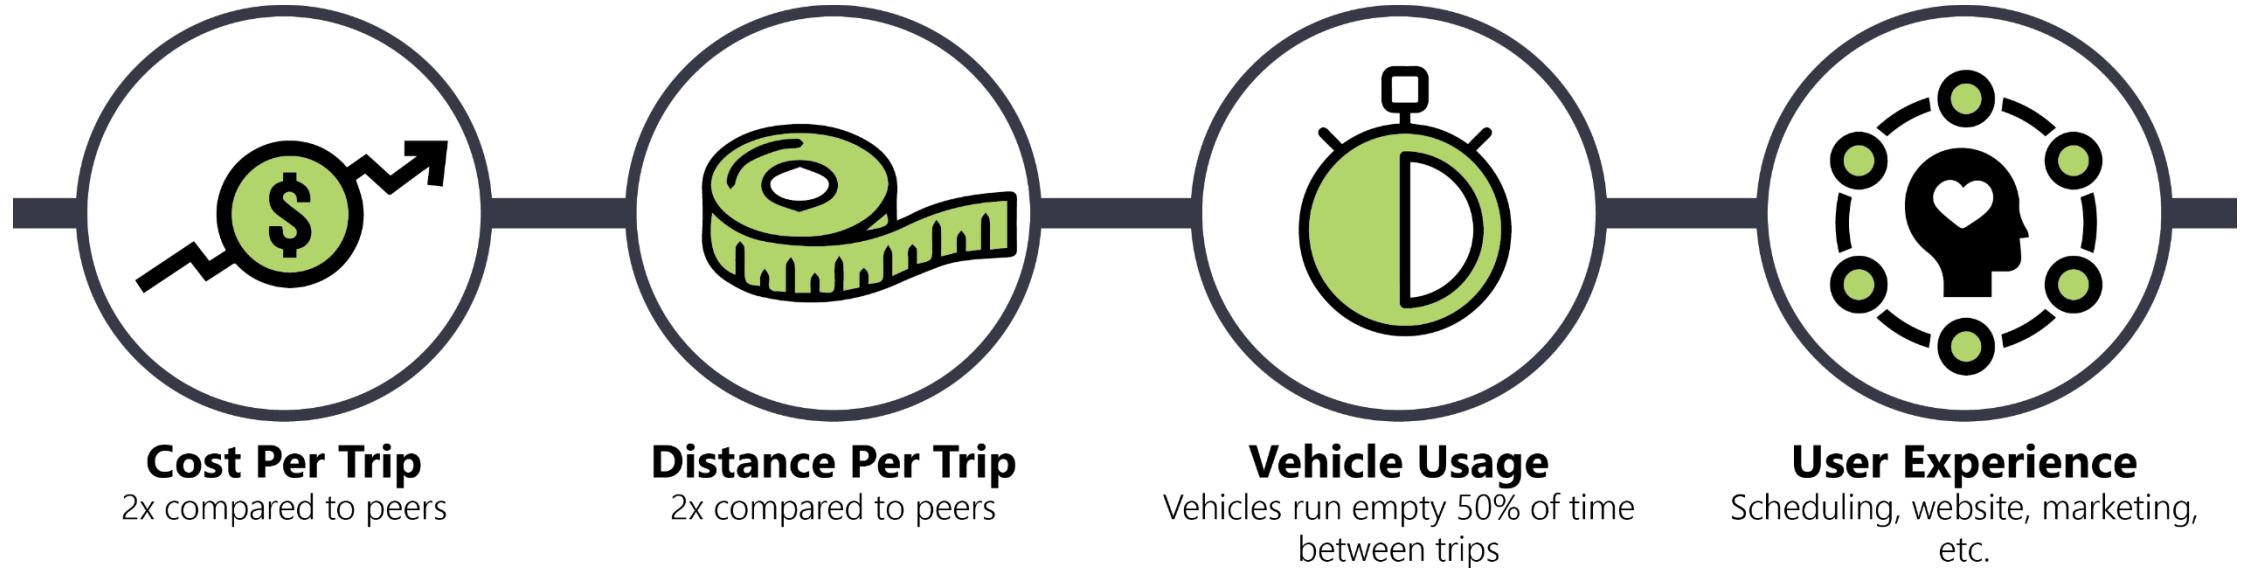 $
Cost Per Trip
2x compared to peers
Distance Per Trip
2x compared to peers
Vehicle Usage
Vehicles run empty 50% of time
between trips
User Experience
Scheduling, website, marketing,
etc.